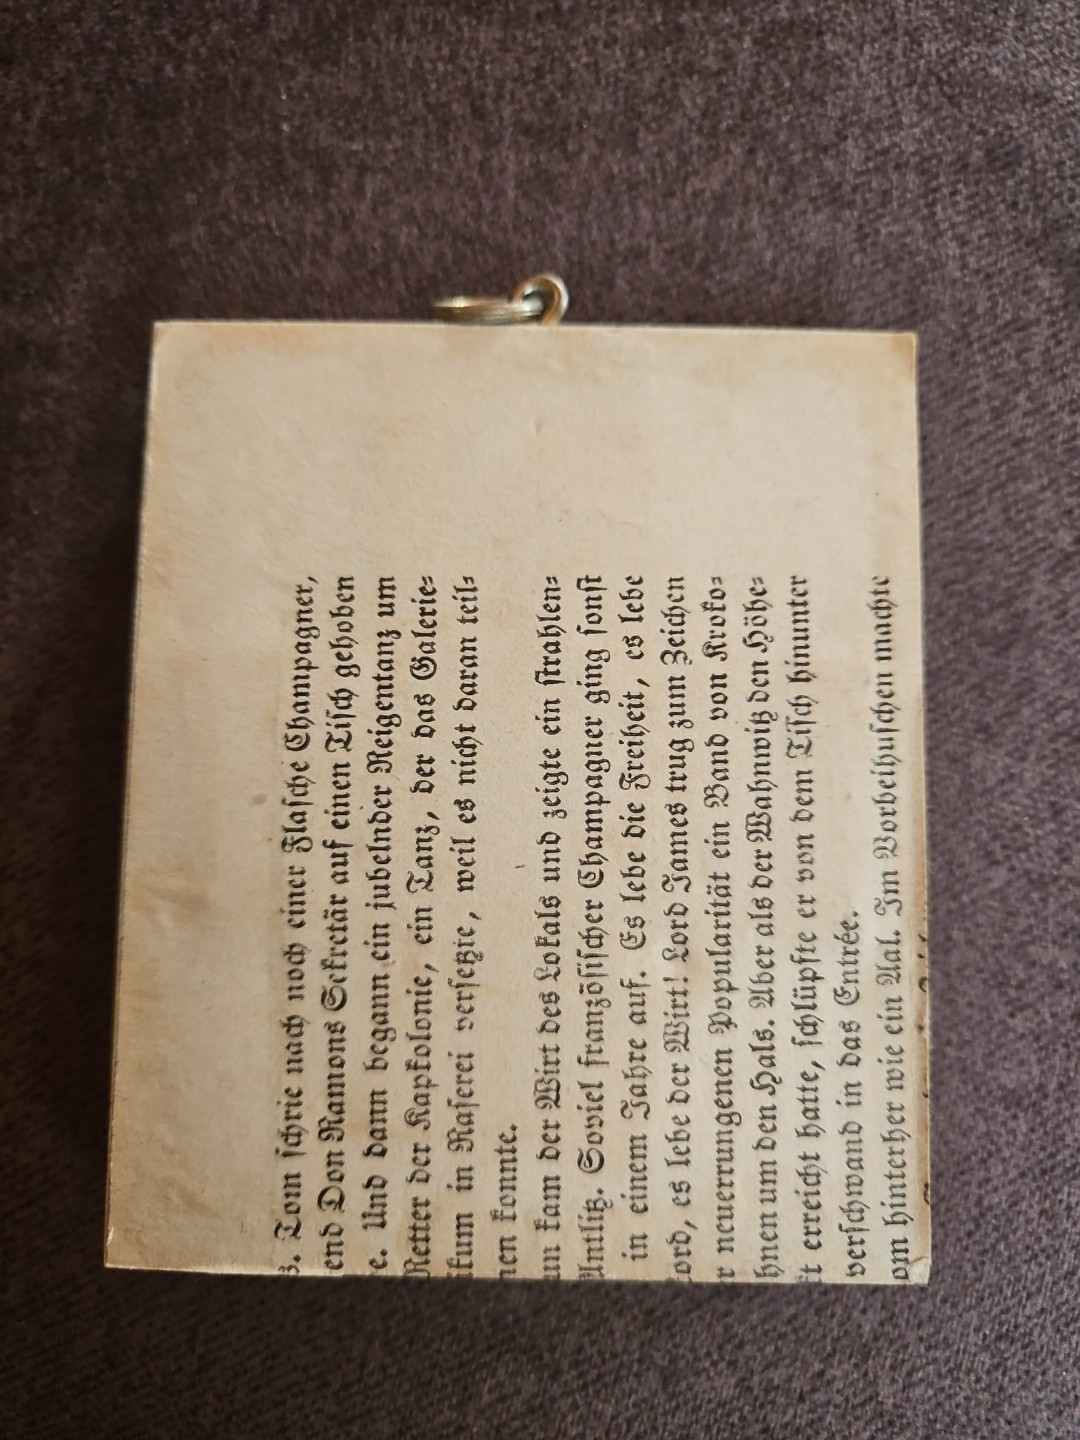 ß. Tom schrie nach noch einer Flasche Champagner,
end Don Ramons Sekretär auf einen Tisch gehoben
e. Und dann begann ein jubelnder Reigentanz um
Retter der Kapkolonie, ein Tanz, der das Galerie-
ikum in Raserei versetzte, weil es nicht daran teil-
nen konnte.
un kam der Wirt des Lokals und zeigte ein strahlen-
Antlitz. Soviel französischer Champagner ging sonst
in einem Jahre auf. Es lebe die Freiheit, es lebe
ord, es lebe der Wirt! Lord James trug zum Zeichen
r neuerrungenen Popularität ein Band von Kroko-
hnen um den Hals. Aber als der Wahnwitz den Höhe-
t erreicht hatte, schlüpfte er von dem Tisch hinunter
verschwand in das Entrée.
om hinterher wie ein Aal. Im Vorbeihuschen machte